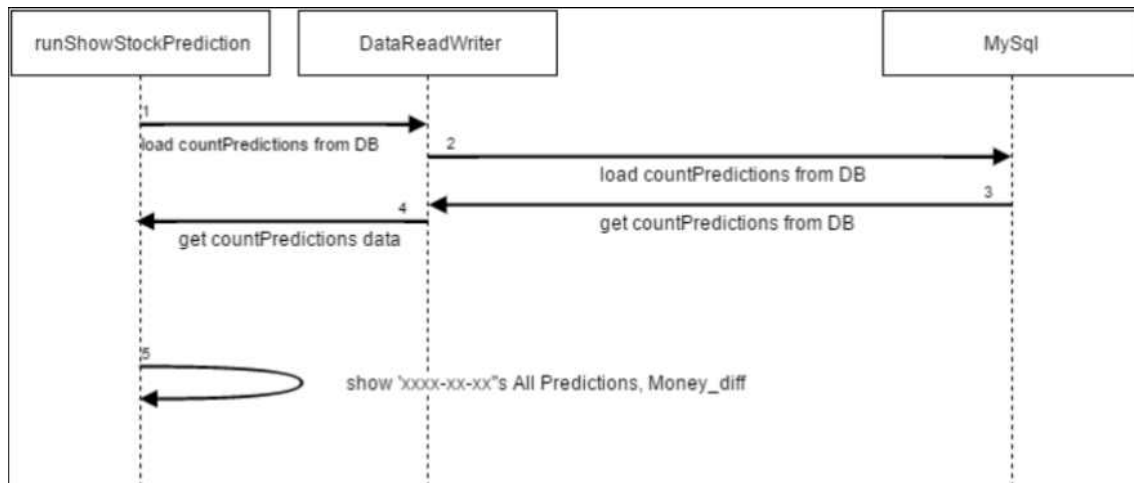 runShowStockPrediction
DataReadWriter
MySql
1
load countPredictions from DB
2
load countPredictions from DB
3
get countPredictions from DB
4
get countPredictions data
5
show 'xxxx-xx-xx"s All Predictions, Money_diff